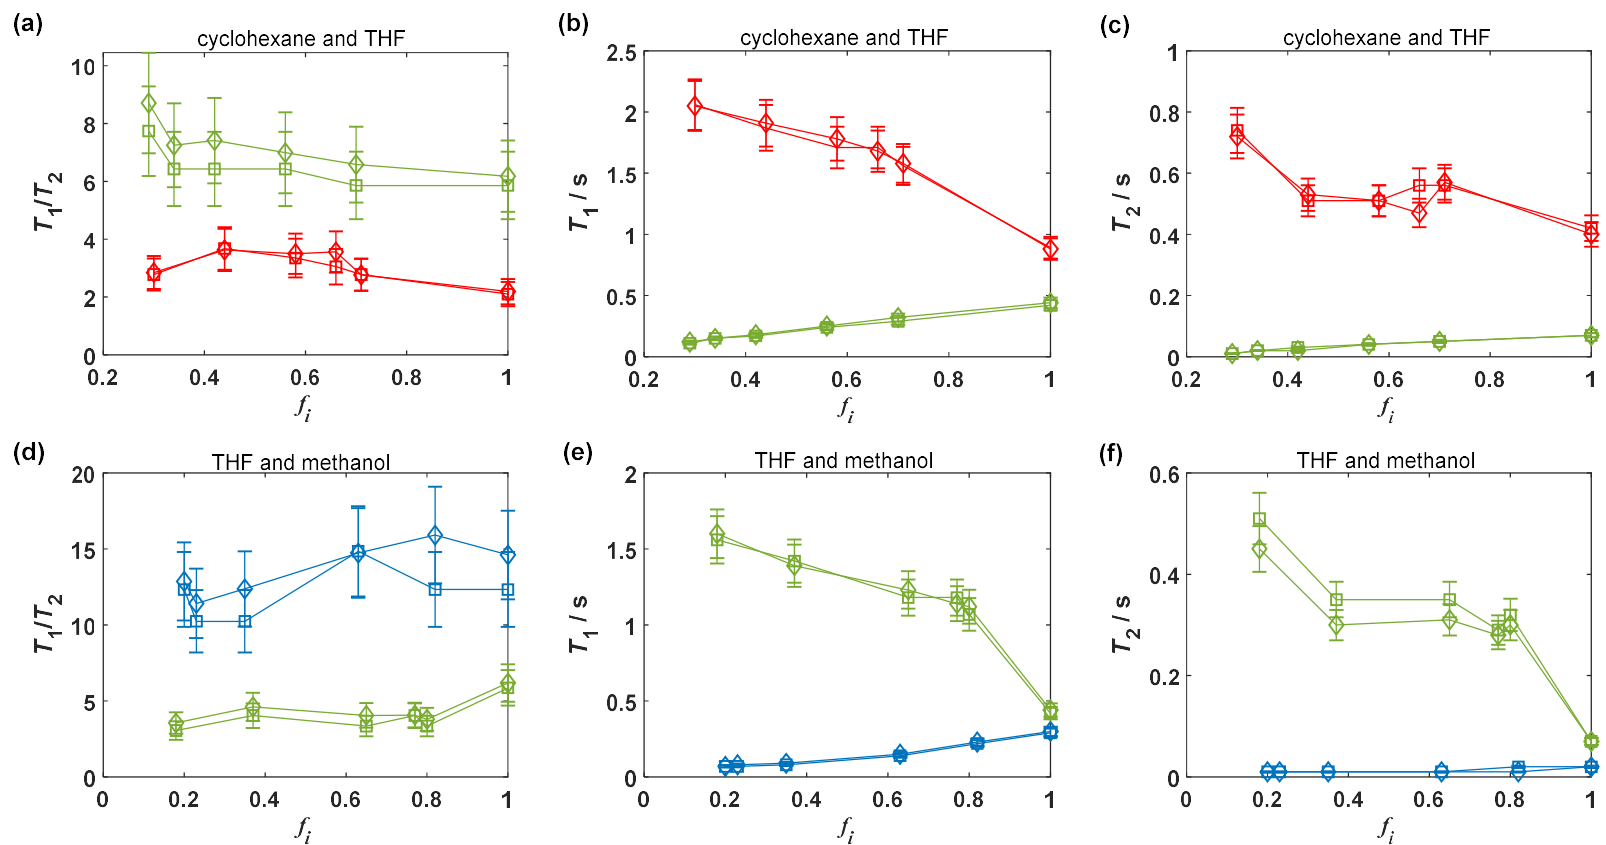 (a)
cyclohexane and THF
10
8
6
4
2
0
0.2 0.4 0.6 0.8 1
T1/T2
fi
(b)
cyclohexane and THF
2.5
2
1.5
1
0.5
0
0.2 0.4 0.6 0.8 1
T1 / s
fi
(c)
cyclohexane and THF
1
0.8
0.6
0.4
0.2
0
0.2 0.4 0.6 0.8 1
T2 / s
fi
(d)
THF and methanol
20
15
10
5
0
0 0.2 0.4 0.6 0.8 1
T1/T2
fi
(e)
THF and methanol
2
1.5
1
0.5
0
0 0.2 0.4 0.6 0.8 1
T1 / s
fi
(f)
THF and methanol
0.6
0.4
0.2
0
0 0.2 0.4 0.6 0.8 1
T2 / s
fi